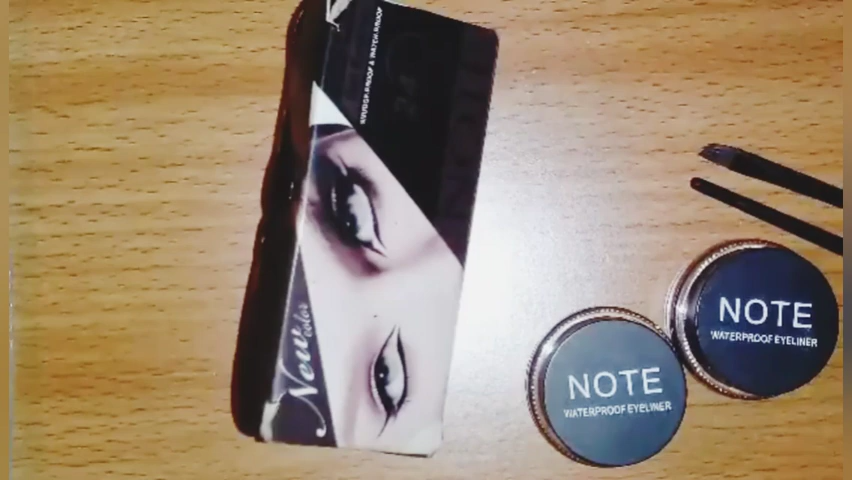 SMUDGE-PROOF & WATER-PROOF
New
color
NOTE
WATERPROOF EYELINER
NOTE
WATERPROOF EYELINER